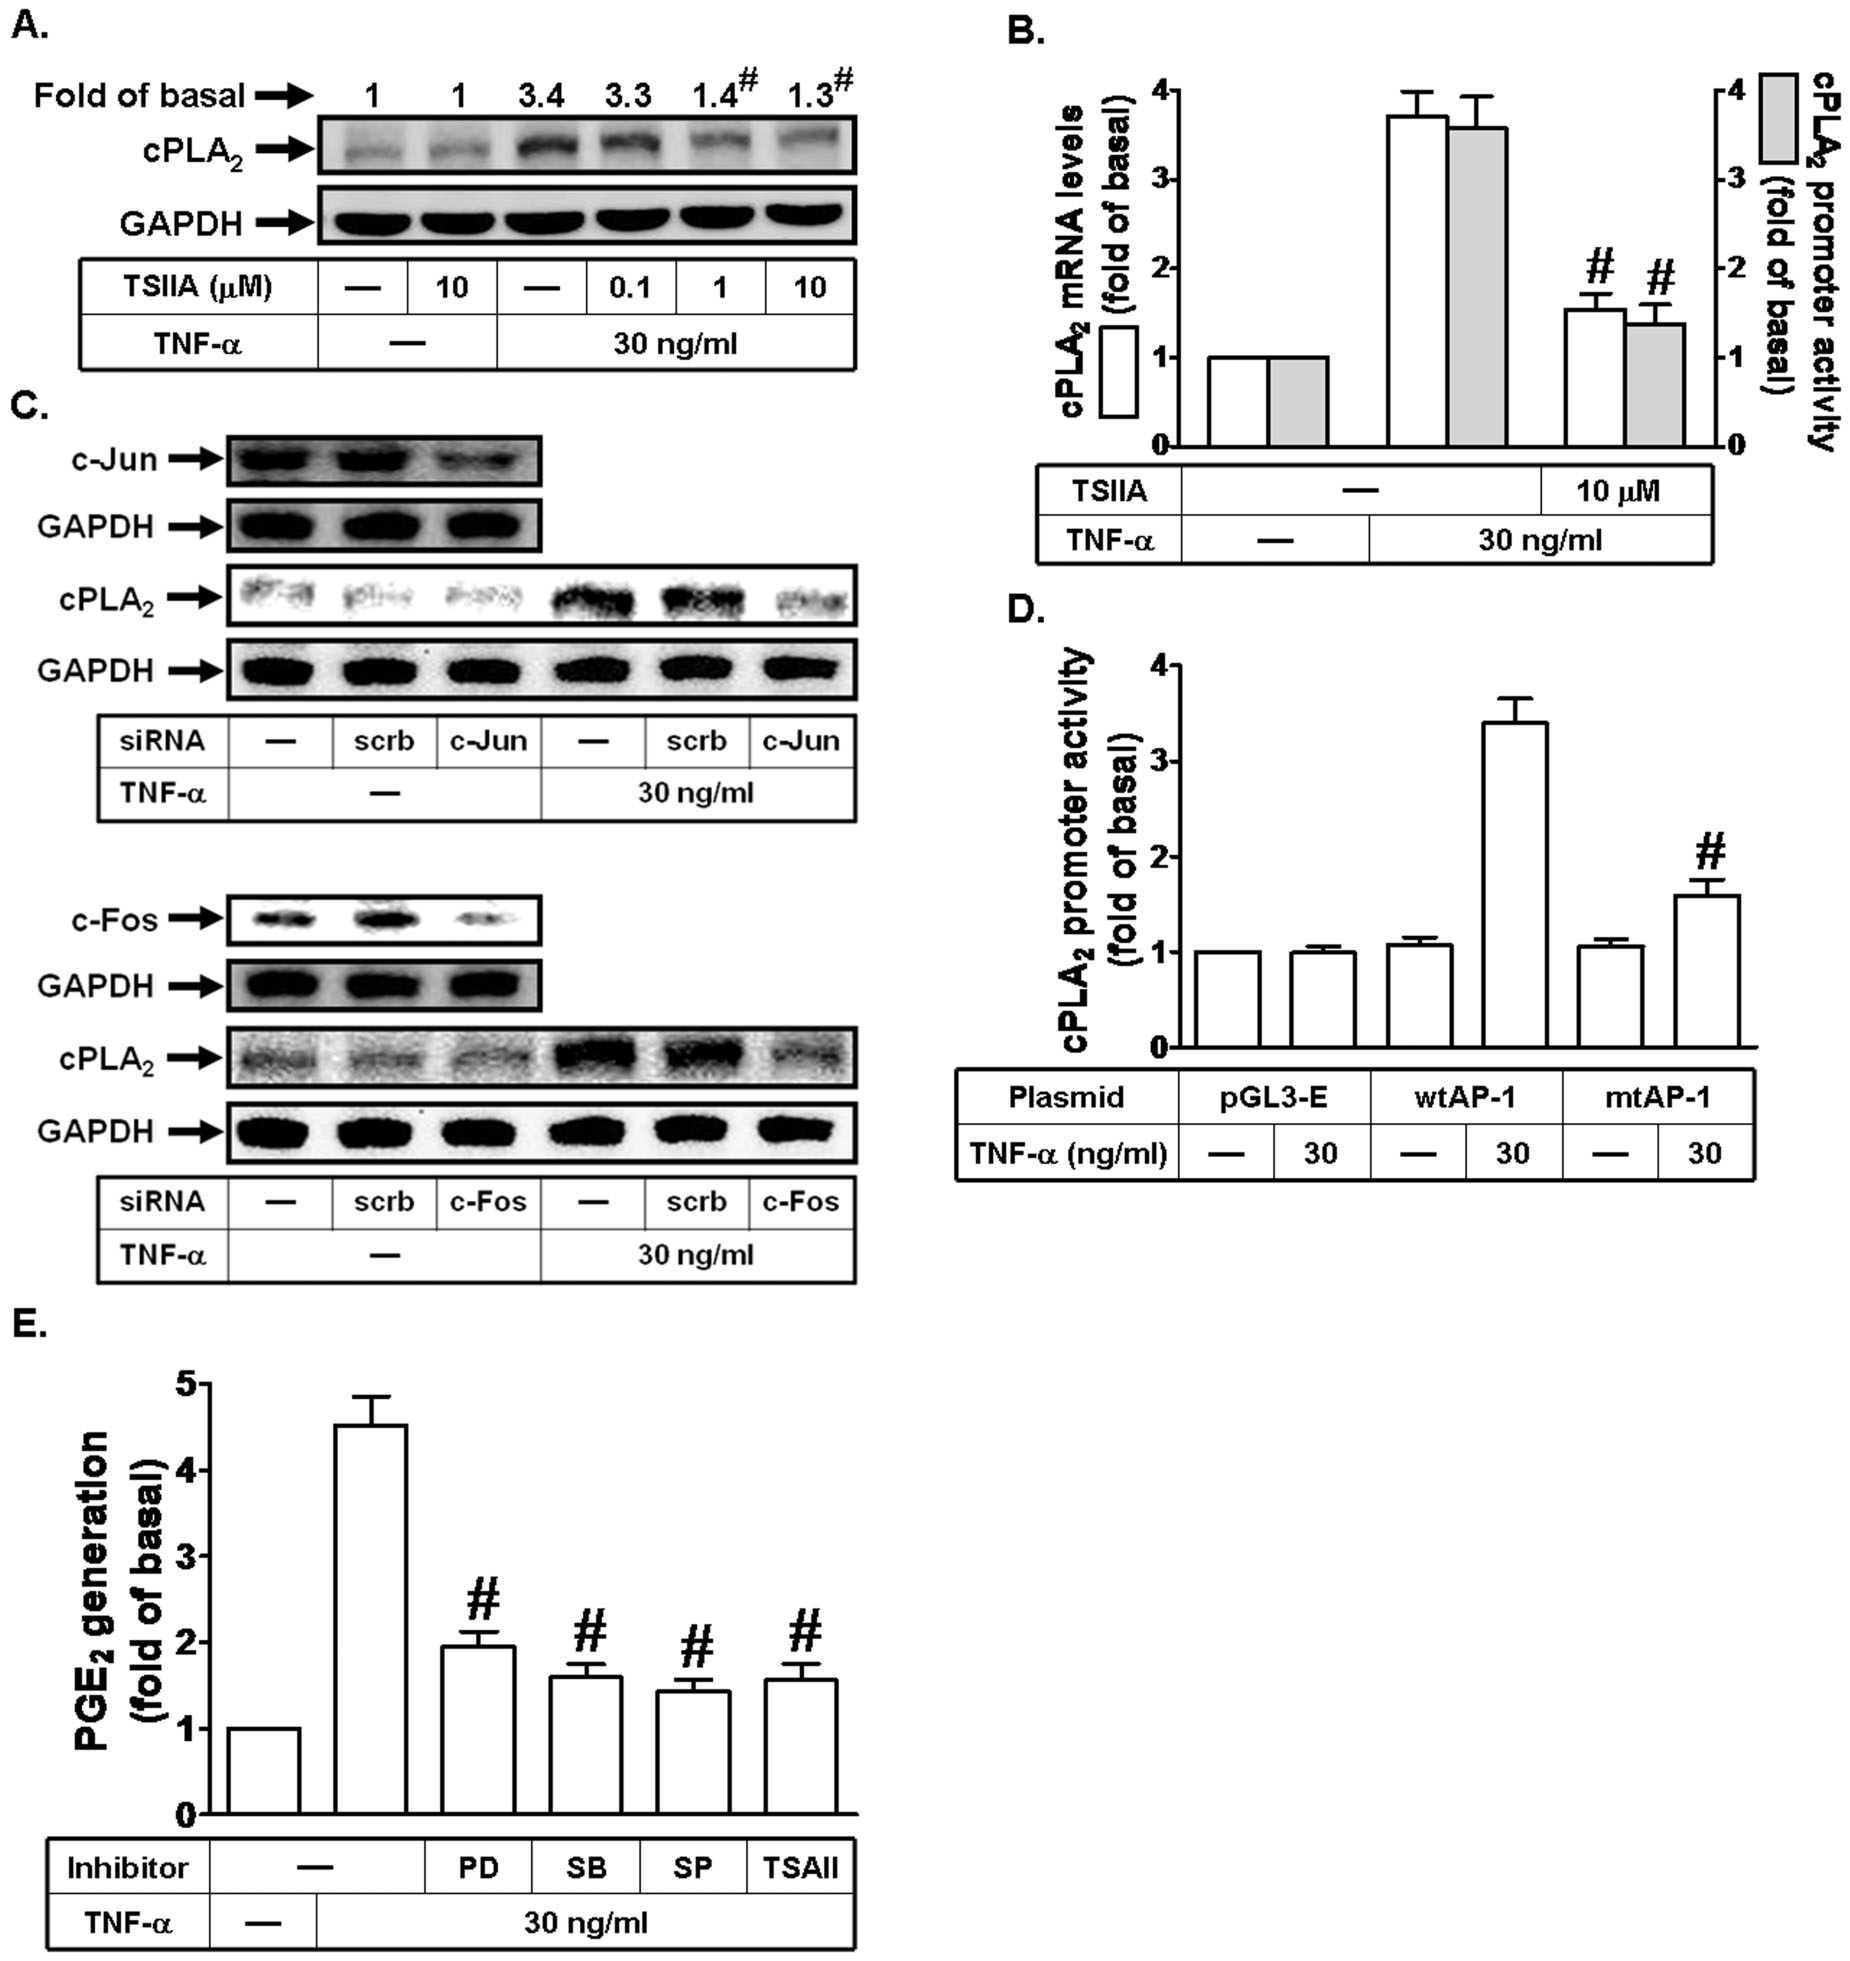 A.
Fold of basal 1 1 3.4 3.3 1.4# 1.3#
cPLA2
GAPDH
TSIIA (μM) — 10 — 0.1 1 10
TNF-α — 30 ng/ml
B.
cPLA2 mRNA levels
(fold of basal)
4
3
2
1
0
# #
4
3
2
1
0
cPLA2 promoter activity
(fold of basal)
TSIIA — 10 μM
TNF-α — 30 ng/ml
C.
c-Jun
GAPDH
cPLA2
GAPDH
siRNA — scrb c-Jun — scrb c-Jun
TNF-α — 30 ng/ml
c-Fos
GAPDH
cPLA2
GAPDH
siRNA — scrb c-Fos — scrb c-Fos
TNF-α — 30 ng/ml
D.
cPLA2 promoter activity
(fold of basal)
4
3
2
1
0
#
Plasmid pGL3-E wtAP-1 mtAP-1
TNF-α (ng/ml) — 30 — 30 — 30
E.
PGE2 generation
(fold of basal)
5
4
3
2
1
0
# # # #
Inhibitor — PD SB SP TSAII
TNF-α — 30 ng/ml